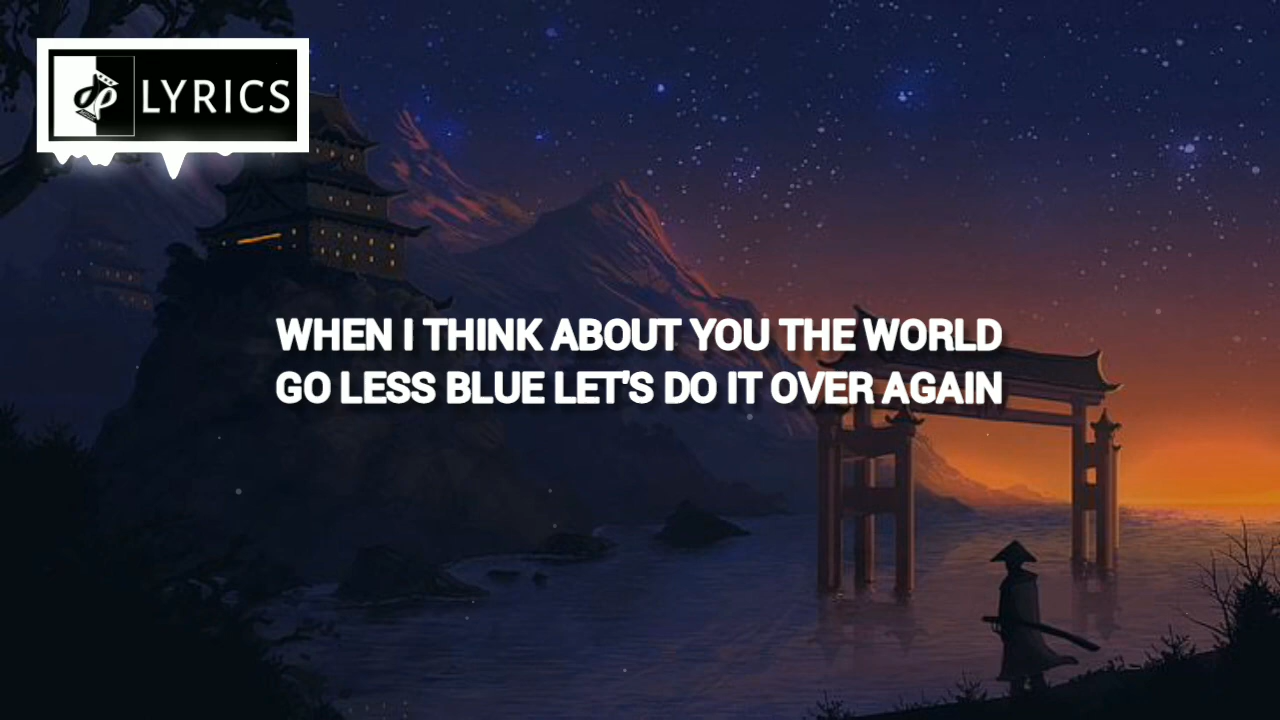 LYRICS
WHEN I THINK ABOUT YOU THE WORLD
GO LESS BLUE LET'S DO IT OVER AGAIN